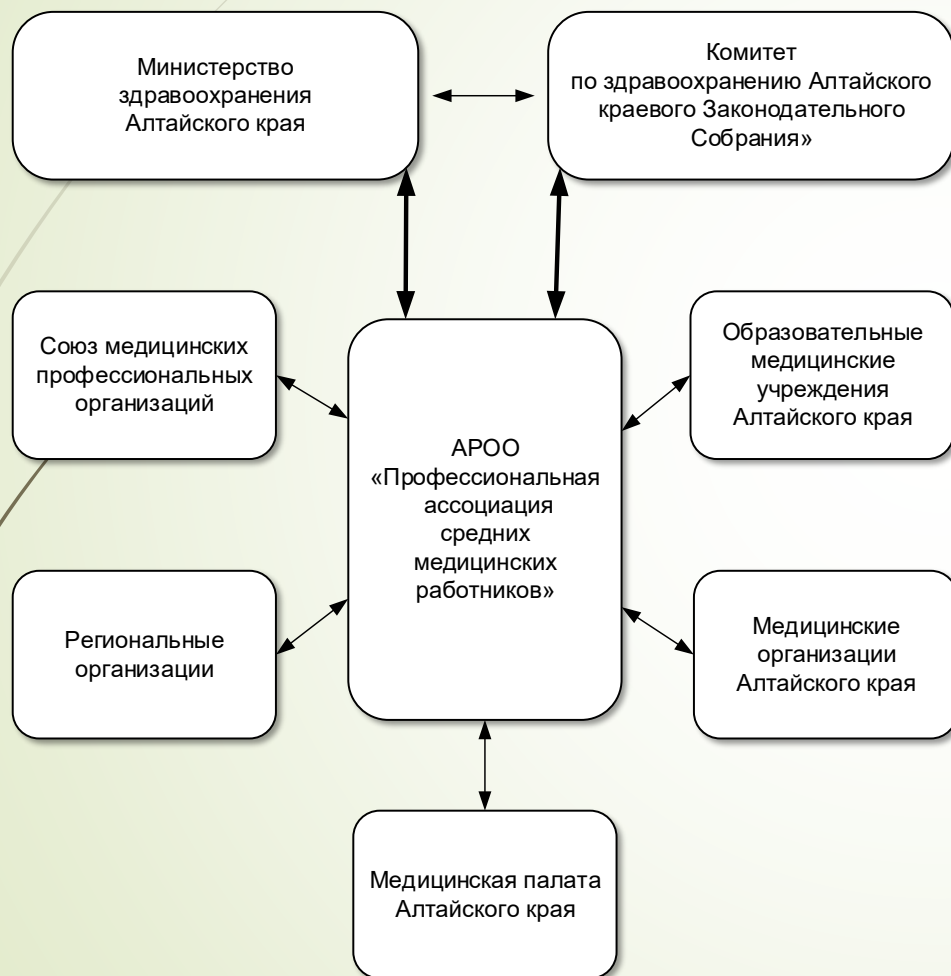 Министерство
здравоохранения
Алтайского края
Комитет
по здравоохранению Алтайского
краевого Законодательного
Собрания»
Союз медицинских
профессиональных
организаций
Образовательные
медицинские
учреждения
Алтайского края
АРОО
«Профессиональная
ассоциация
средних
медицинских
работников»
Региональные
организации
Медицинские
организации
Алтайского края
Медицинская палата
Алтайского края